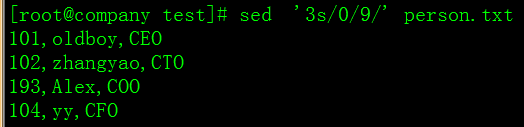 [root@company test]# sed  '3s/0/9/' person.txt
101,oldboy,CEO
102,zhangyao,CTO
193,Alex,COO
104,yy,CFO